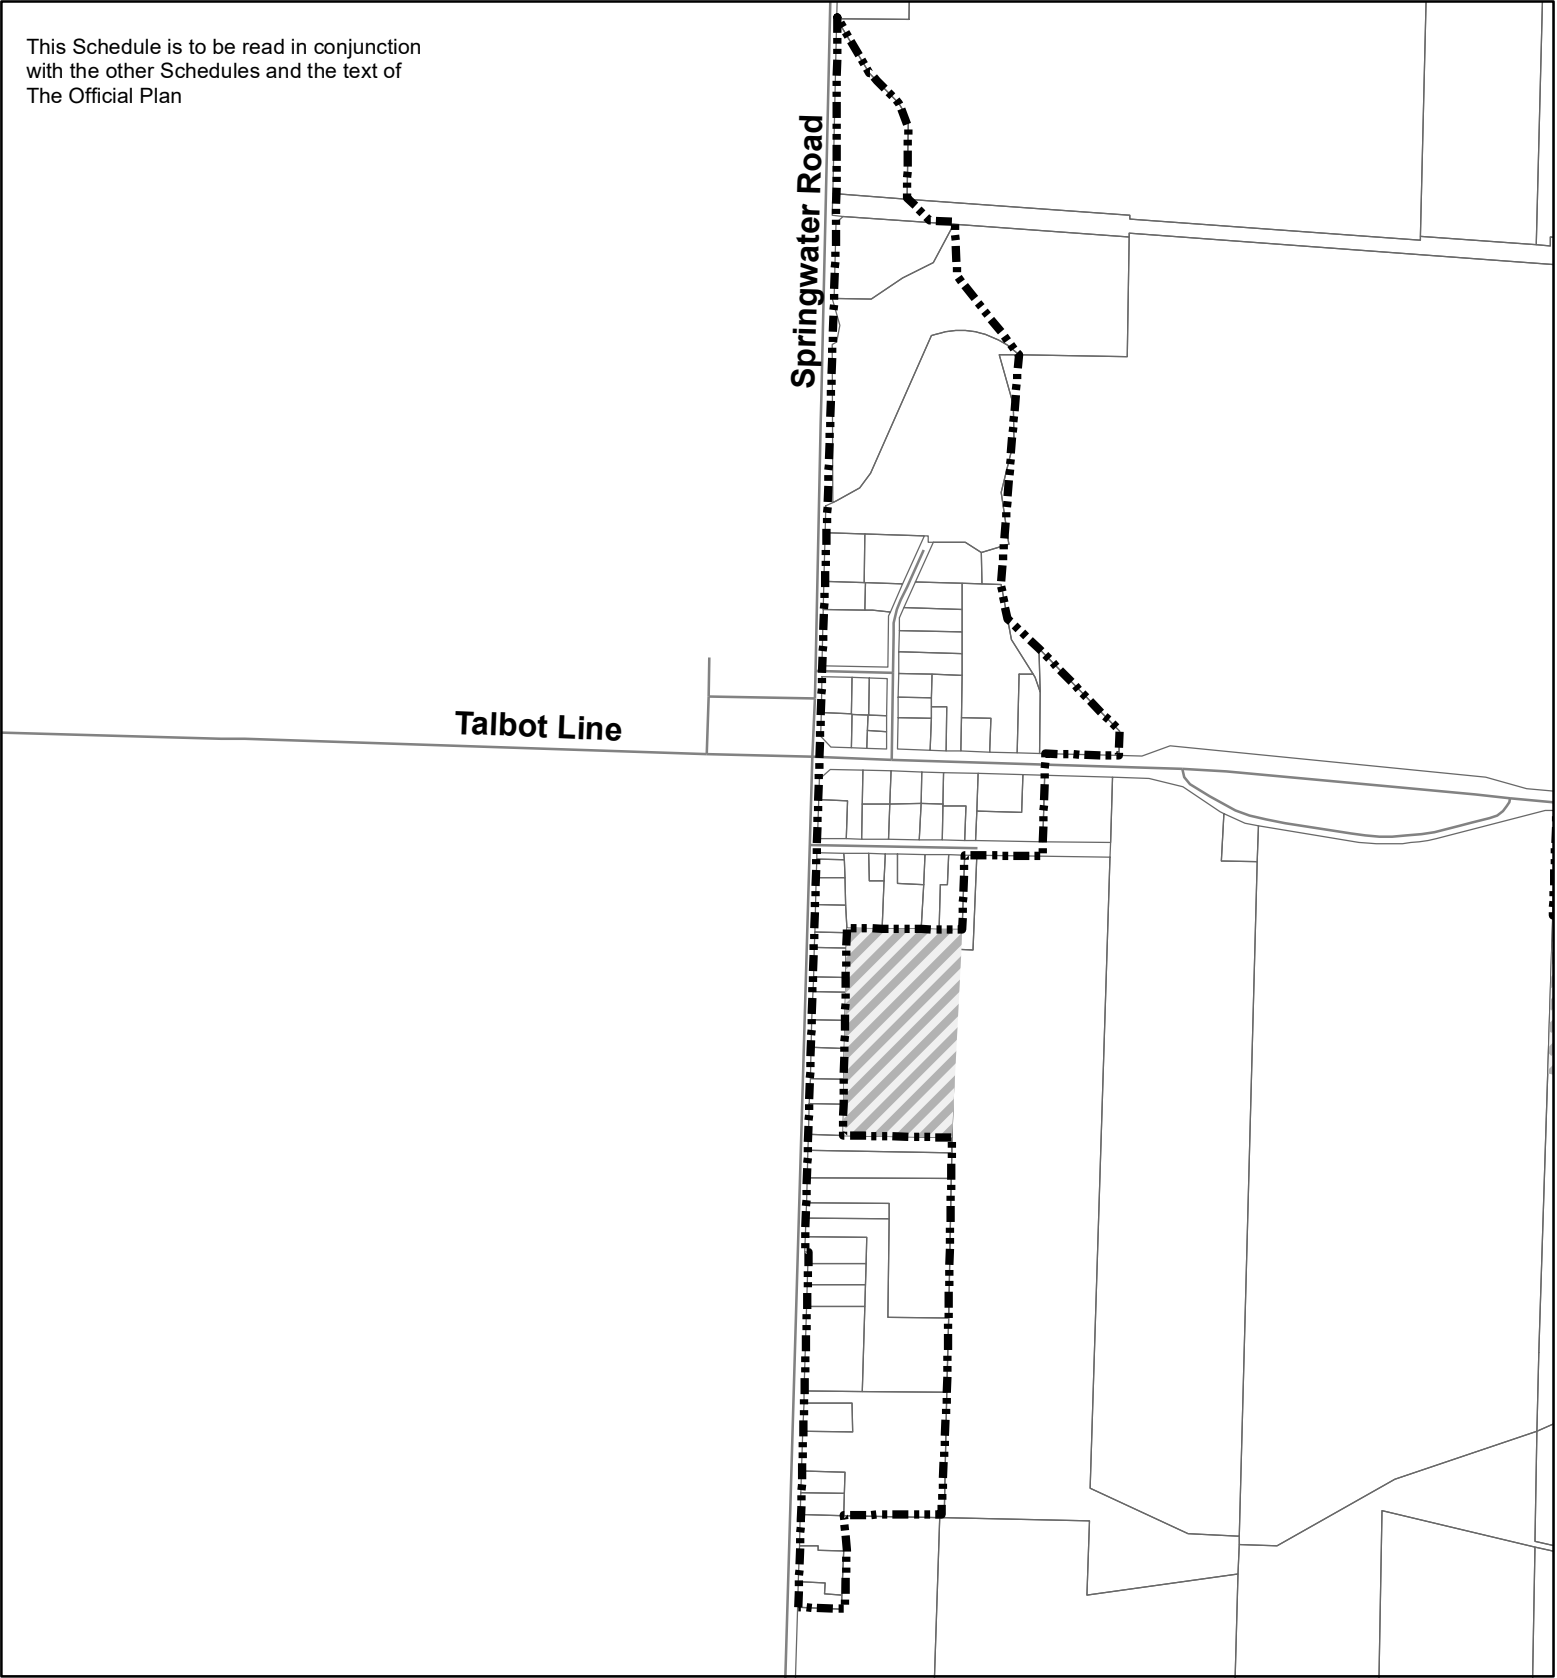 This Schedule is to be read in conjunction
with the other Schedules and the text of
The Official Plan
Springwater Road
Talbot Line